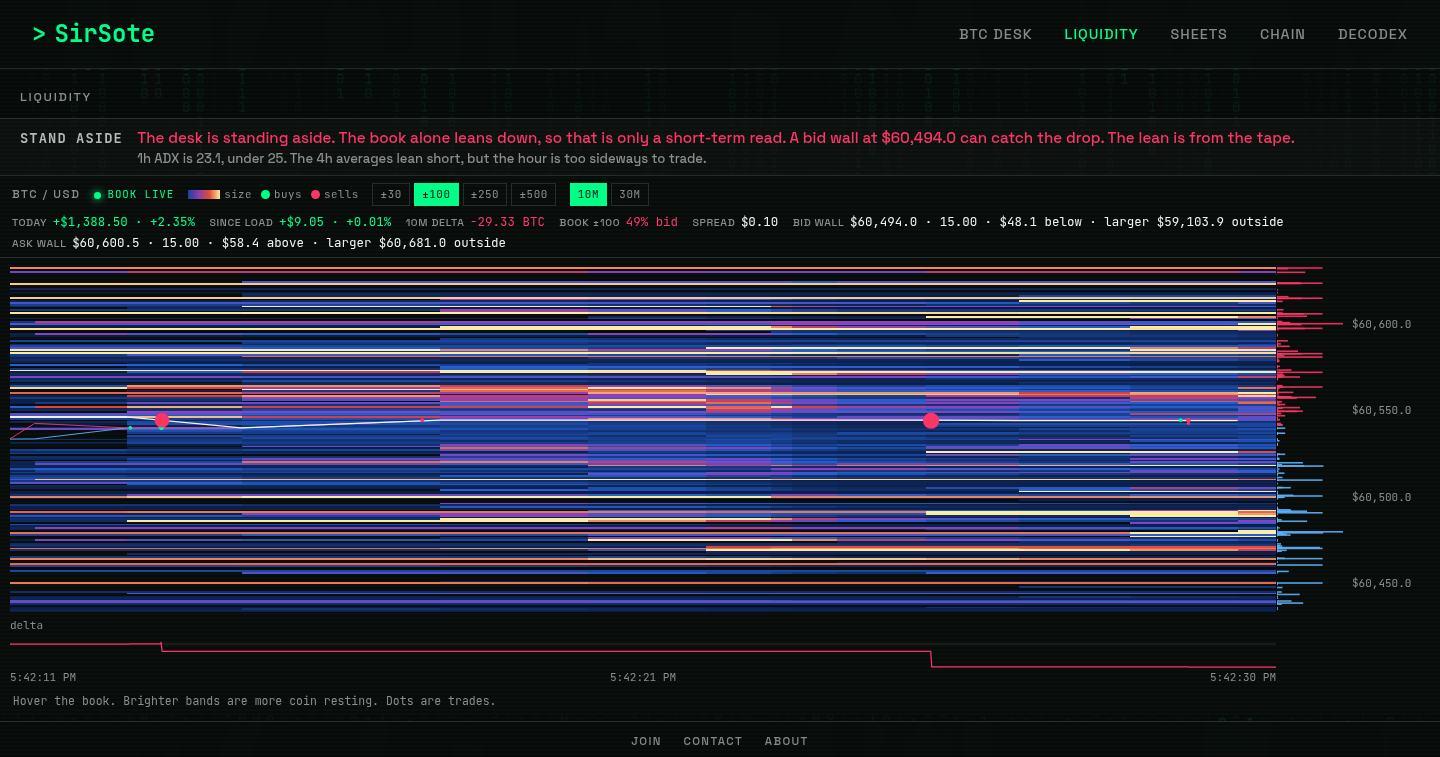 > SirSote
BTC DESK LIQUIDITY SHEETS CHAIN DECODEX
LIQUIDITY
STAND ASIDE The desk is standing aside. The book alone leans down, so that is only a short-term read. A bid wall at $60,494.0 can catch the drop. The lean is from the tape.
1h ADX is 23.1, under 25. The 4h averages lean short, but the hour is too sideways to trade.
BTC / USD BOOK LIVE size buys sells ±30 ±100 ±250 ±500 10M 30M
TODAY +$1,388.50 · +2.35% SINCE LOAD +$9.05 · +0.01% 10M DELTA -29.33 BTC BOOK ±100 49% bid SPREAD $0.10 BID WALL $60,494.0 · 15.00 · $48.1 below · larger $59,103.9 outside
ASK WALL $60,600.5 · 15.00 · $58.4 above · larger $60,681.0 outside
$60,600.0
$60,550.0
$60,500.0
$60,450.0
delta
5:42:11 PM 5:42:21 PM 5:42:30 PM
Hover the book. Brighter bands are more coin resting. Dots are trades.
JOIN CONTACT ABOUT